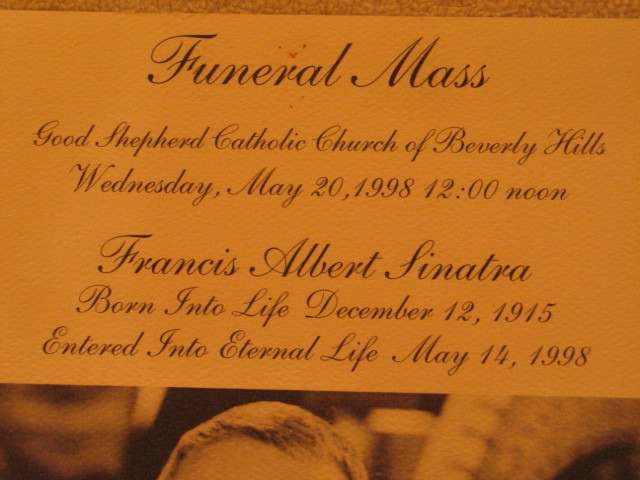 Funeral Mass
Good Shepherd Catholic Church of Beverly Hills
Wednesday, May 20,1998 12:00 noon
Francis Albert Sinatra
Born Into Life December 12, 1915
Entered Into Eternal Life May 14, 1998